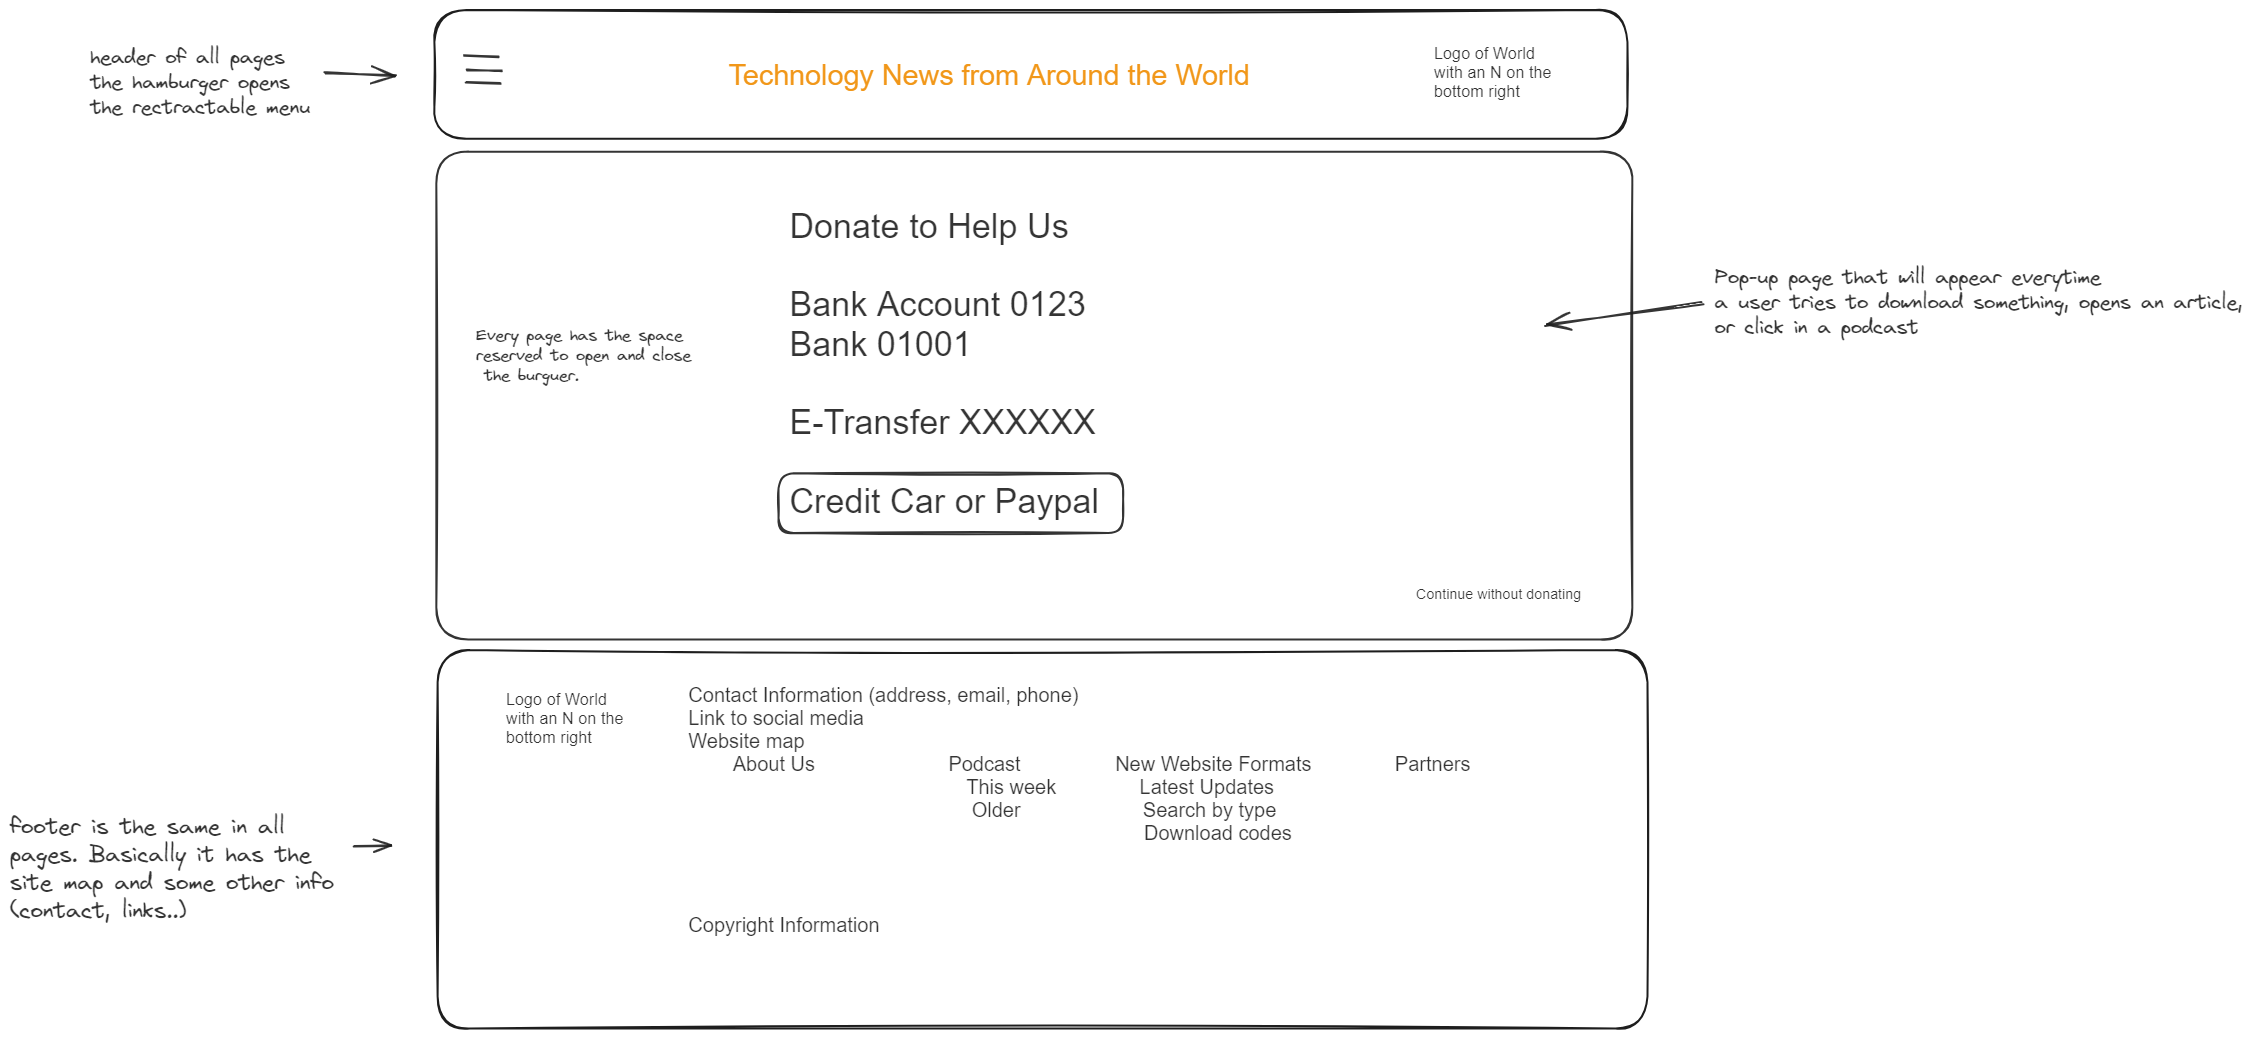 header of all pages
the hamburger opens
the rectractable menu
Technology News from Around the World
Logo of World
with an N on the
bottom right
Donate to Help Us
Bank Account 0123
Bank 01001
E-Transfer XXXXXX
Credit Car or Paypal
Every page has the space
reserved to open and close
the burguer.
Pop-up page that will appear everytime
a user tries to download something, opens an article,
or click in a podcast
Continue without donating
Logo of World
with an N on the
bottom right
Contact Information (address, email, phone)
Link to social media
Website map
About Us Podcast New Website Formats Partners
This week Latest Updates
Older Search by type
Download codes
Copyright Information
footer is the same in all
pages. Basically it has the
site map and some other info
(contact, links..)